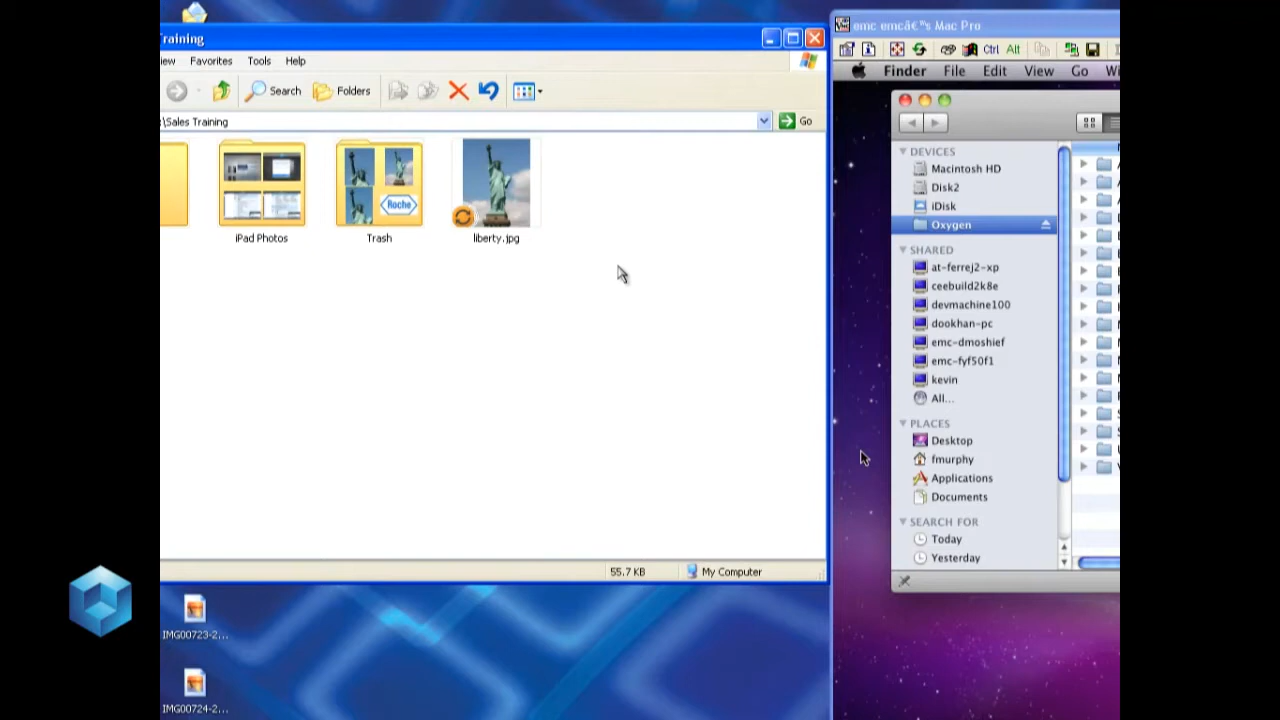 Training
iew Favorites Tools Help
Search Folders
:\Sales Training Go
iPad Photos Trash liberty.jpg
Roche
55.7 KB My Computer
IMG00723-2...
IMG00724-2...
emc emcâ€™s Mac Pro
Ctrl Alt
Finder File Edit View Go Wi
DEVICES
Macintosh HD
Disk2
iDisk
Oxygen
SHARED
at-ferrej2-xp
ceebuild2k8e
devmachine100
dookhan-pc
emc-dmoshief
emc-fyf50f1
kevin
All...
PLACES
Desktop
fmurphy
Applications
Documents
SEARCH FOR
Today
Yesterday